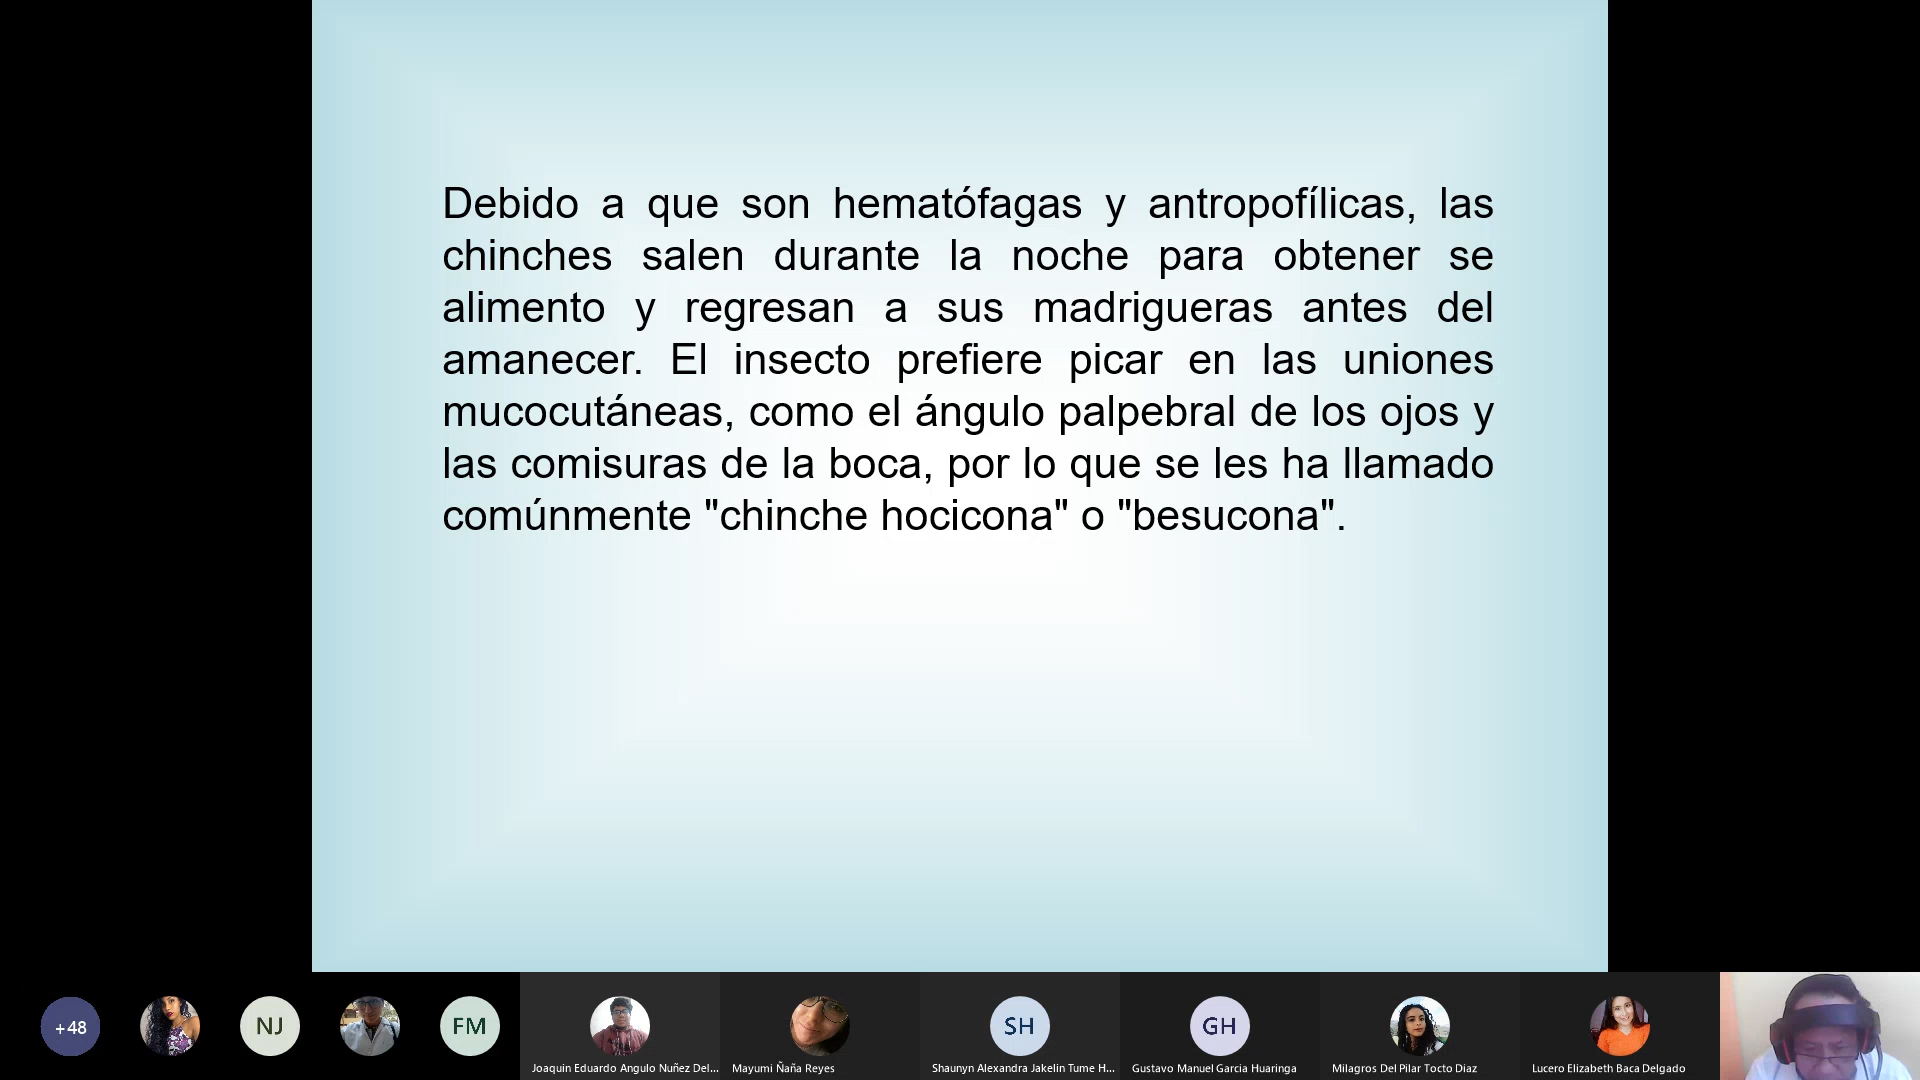 Debido a que son hematófagas y antropofílicas, las
chinches salen durante la noche para obtener se
alimento y regresan a sus madrigueras antes del
amanecer. El insecto prefiere picar en las uniones
mucocutáneas, como el ángulo palpebral de los ojos y
las comisuras de la boca, por lo que se les ha llamado
comúnmente "chinche hocicona" o "besucona".
+48
NJ
FM
SH
GH
Joaquin Eduardo Angulo Nuñez Del...
Mayumi Ñaña Reyes
Shaunyn Alexandra Jakelin Tume H...
Gustavo Manuel Garcia Huaringa
Milagros Del Pilar Tocto Diaz
Lucero Elizabeth Baca Delgado